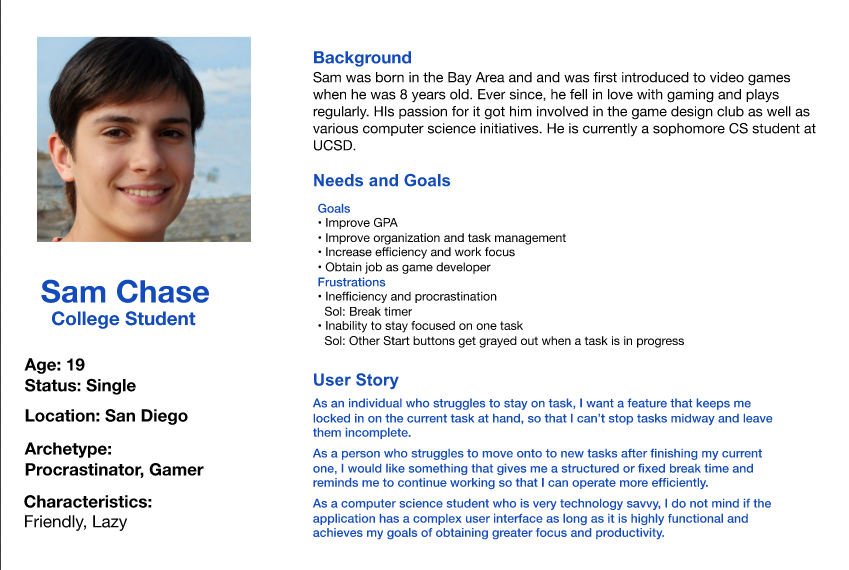 Sam Chase
College Student
Age: 19
Status: Single
Location: San Diego
Archetype:
Procrastinator, Gamer
Characteristics:
Friendly, Lazy
Background
Sam was born in the Bay Area and and was first introduced to video games
when he was 8 years old. Ever since, he fell in love with gaming and plays
regularly. HIs passion for it got him involved in the game design club as well as
various computer science initiatives. He is currently a sophomore CS student at
UCSD.
Needs and Goals
Goals
• Improve GPA
• Improve organization and task management
• Increase efficiency and work focus
• Obtain job as game developer
Frustrations
• Inefficiency and procrastination
Sol: Break timer
• Inability to stay focused on one task
Sol: Other Start buttons get grayed out when a task is in progress
User Story
As an individual who struggles to stay on task, I want a feature that keeps me
locked in on the current task at hand, so that I can't stop tasks midway and leave
them incomplete.
As a person who struggles to move onto to new tasks after finishing my current
one, I would like something that gives me a structured or fixed break time and
reminds me to continue working so that I can operate more efficiently.
As a computer science student who is very technology savvy, I do not mind if the
application has a complex user interface as long as it is highly functional and
achieves my goals of obtaining greater focus and productivity.